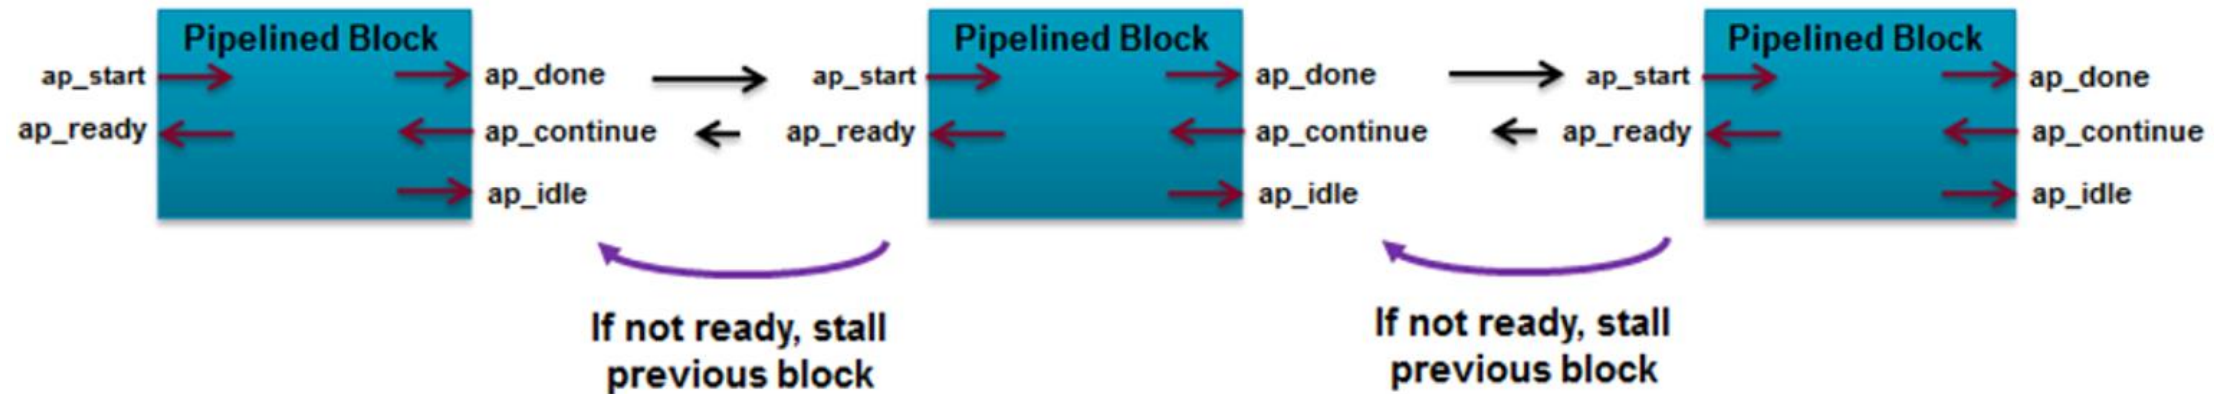 Pipelined Block
Pipelined Block
Pipelined Block
ap_start
ap_done
ap_start
ap_done
ap_start
ap_done
ap_ready
ap_continue
ap_ready
ap_continue
ap_ready
ap_continue
ap_idle
ap_idle
ap_idle
If not ready, stall
previous block
If not ready, stall
previous block